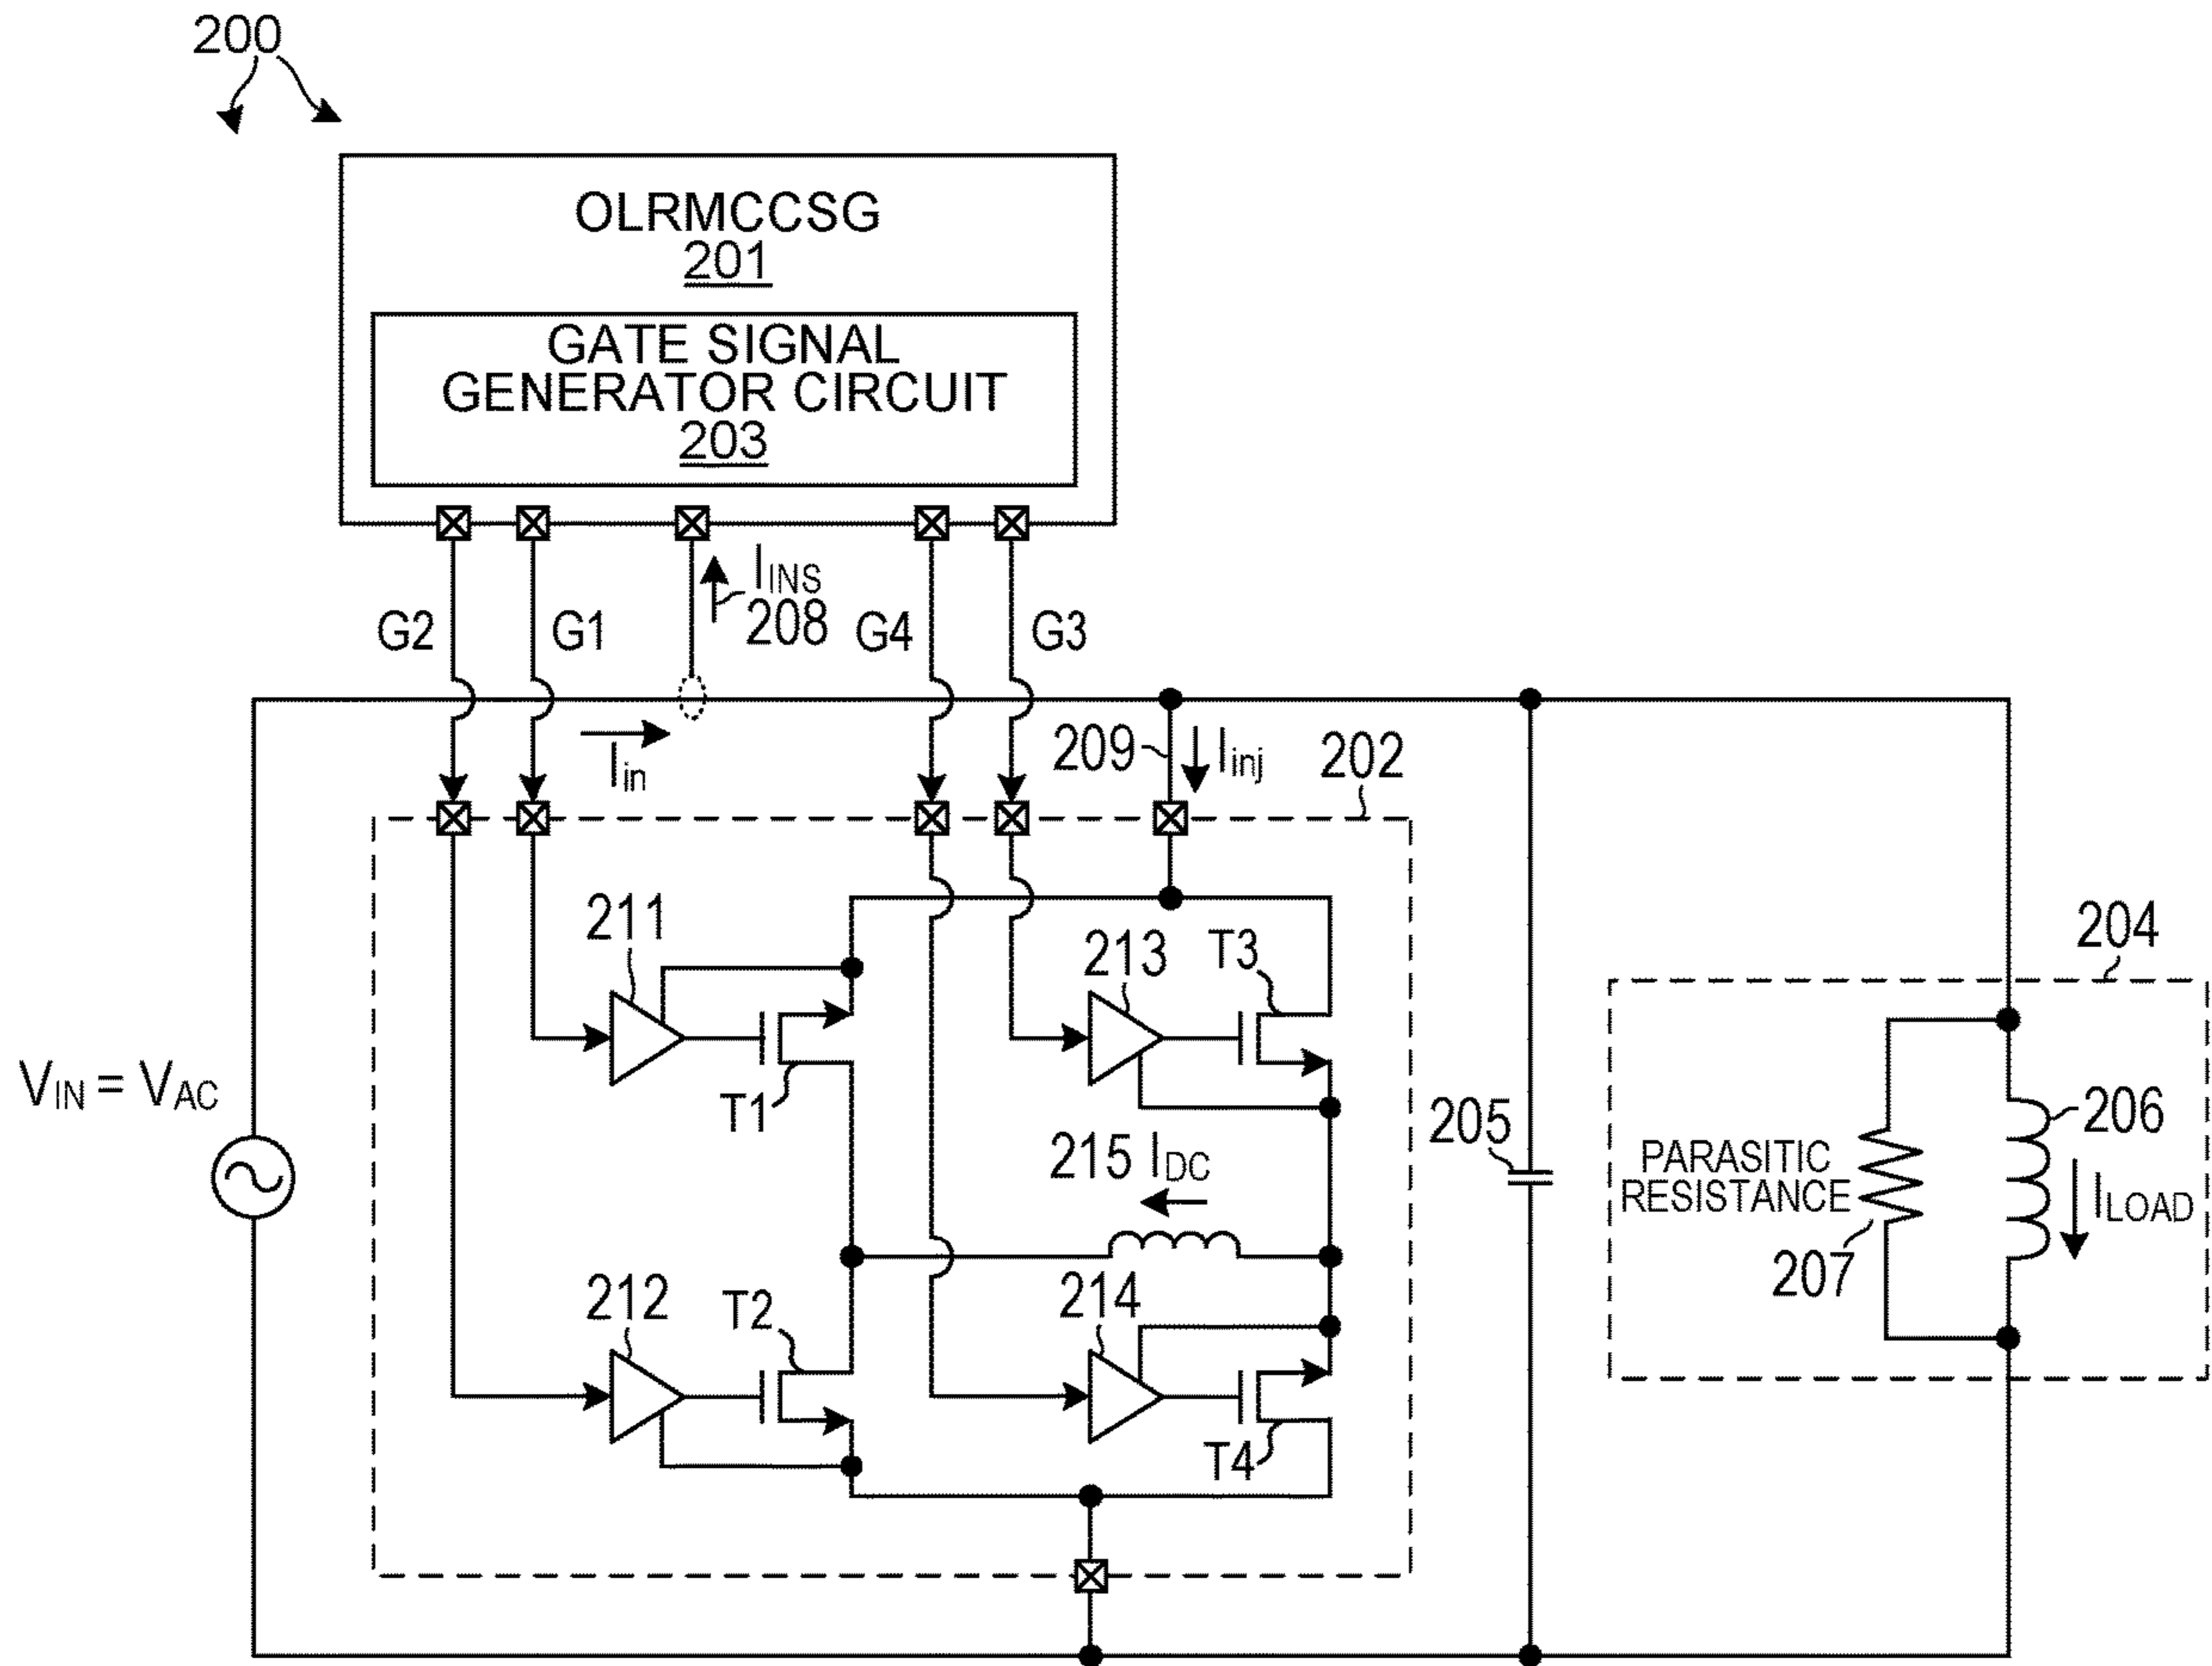 200
OLRMCCSG
201
GATE SIGNAL
GENERATOR CIRCUIT
203
G2
G1
IINS
208
G4
G3
Iin
209
Iinj
202
211
213
T3
204
VIN = VAC
T1
205
206
215 IDC
PARASITIC
RESISTANCE
ILOAD
207
212
T2
214
T4